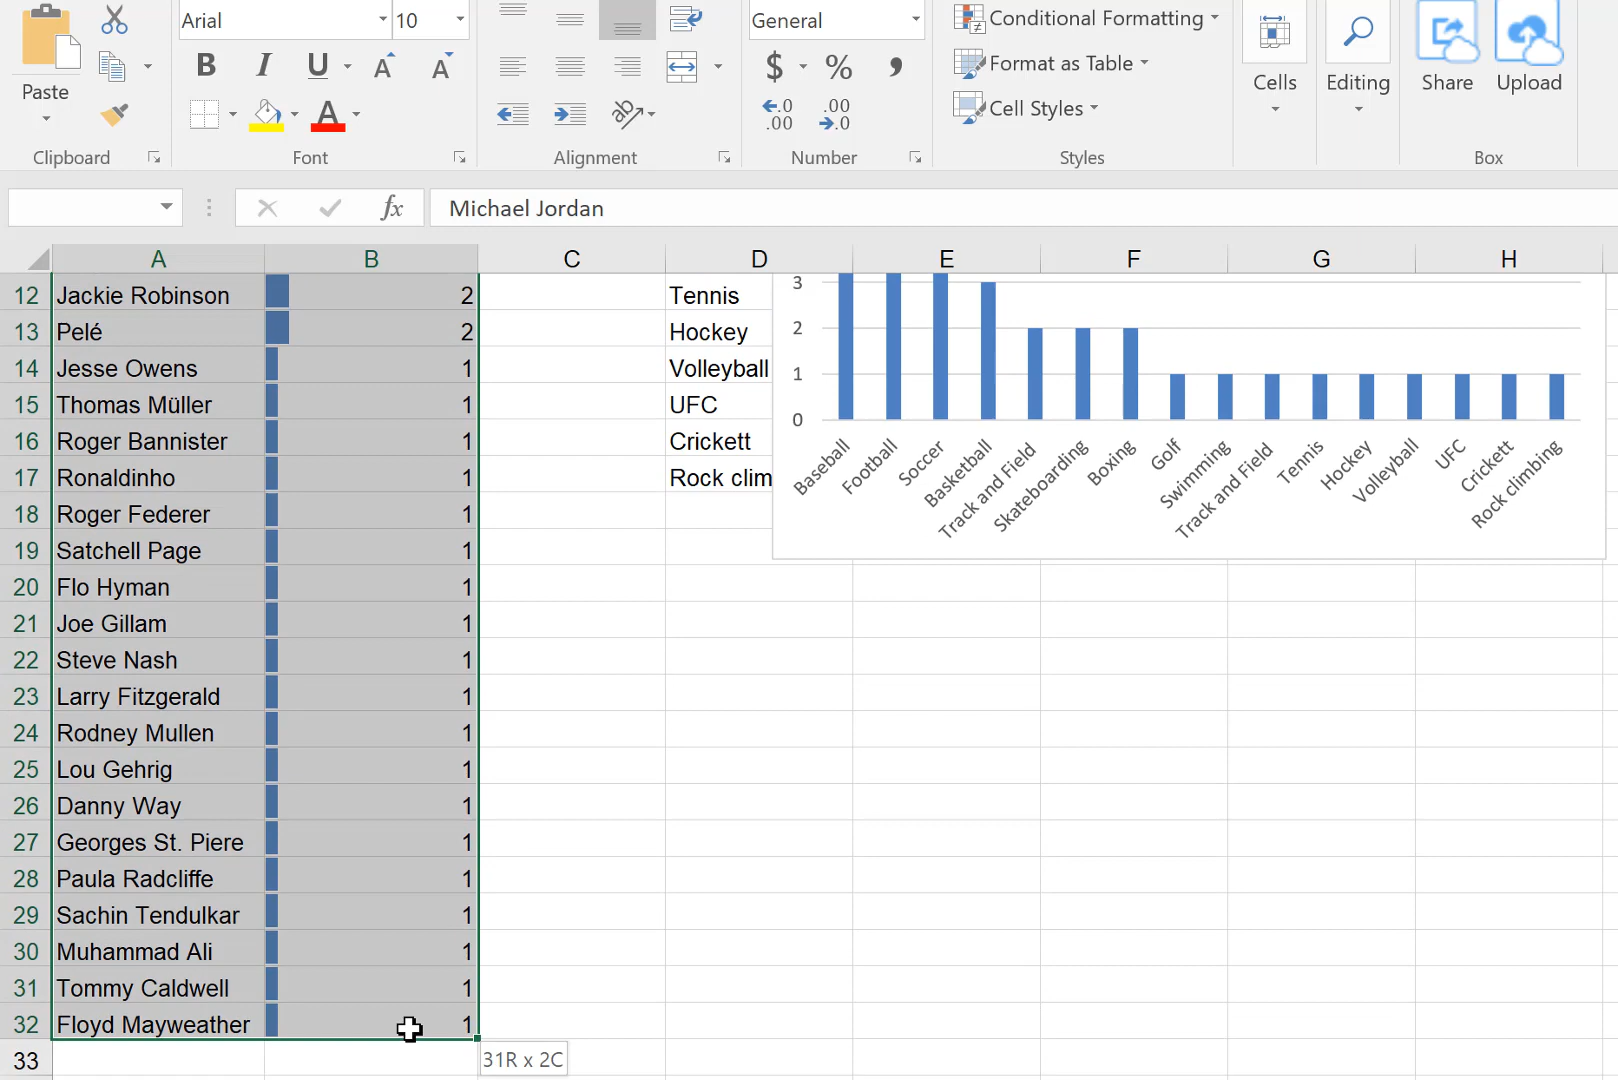 Arial
10
General
Conditional Formatting
Format as Table
Cell Styles
Paste
B I U A A
A
ab
$ % ,
.0 .00
.00 .0
Cells
Editing
Share
Upload
Clipboard
Font
Alignment
Number
Styles
Box
fx
Michael Jordan
A B C D E F G H
12 Jackie Robinson 2 Tennis
13 Pelé 2 Hockey
14 Jesse Owens 1 Volleyball
15 Thomas Müller 1 UFC
16 Roger Bannister 1 Crickett
17 Ronaldinho 1 Rock clim
18 Roger Federer 1
19 Satchell Page 1
20 Flo Hyman 1
21 Joe Gillam 1
22 Steve Nash 1
23 Larry Fitzgerald 1
24 Rodney Mullen 1
25 Lou Gehrig 1
26 Danny Way 1
27 Georges St. Piere 1
28 Paula Radcliffe 1
29 Sachin Tendulkar 1
30 Muhammad Ali 1
31 Tommy Caldwell 1
32 Floyd Mayweather 1
33
31R x 2C
3
2
1
0
Baseball
Football
Soccer
Basketball
Track and Field
Skateboarding
Boxing
Golf
Swimming
Track and Field
Tennis
Hockey
Volleyball
UFC
Crickett
Rock climbing